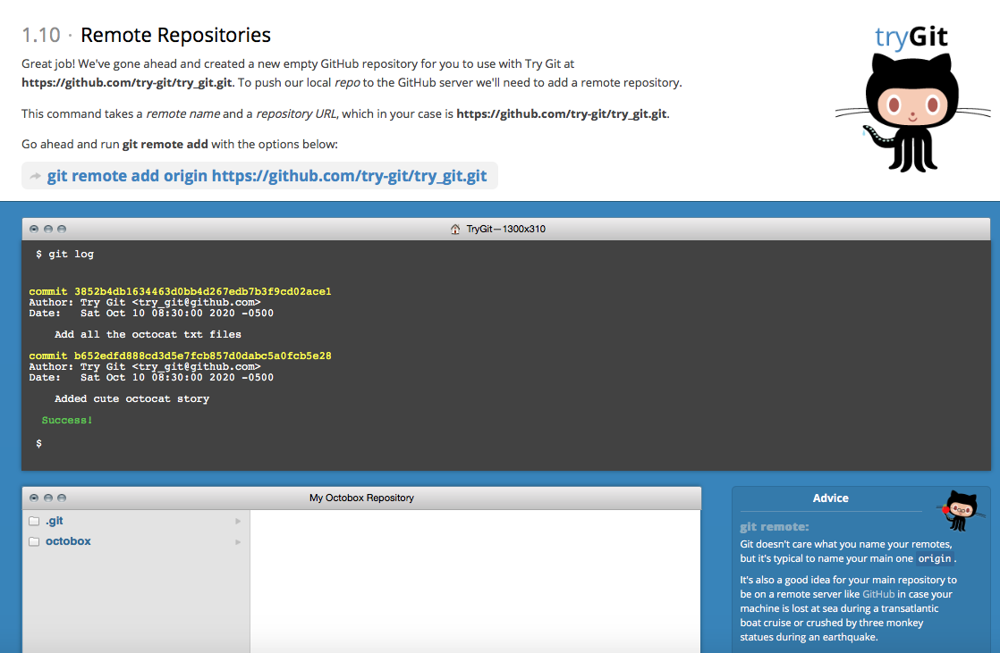 1.10 · Remote Repositories
tryGit
Great job! We've gone ahead and created a new empty GitHub repository for you to use with Try Git at
https://github.com/try-git/try_git.git. To push our local repo to the GitHub server we'll need to add a remote repository.
This command takes a remote name and a repository URL, which in your case is https://github.com/try-git/try_git.git.
Go ahead and run git remote add with the options below:
git remote add origin https://github.com/try-git/try_git.git
TryGit—1300x310
$ git log
commit 3852b4db1634463d0bb4d267edb7b3f9cd02ace1
Author: Try Git <try_git@github.com>
Date:   Sat Oct 10 08:30:00 2020 -0500
Add all the octocat txt files
commit b652edfd888cd3d5e7fcb857d0dabc5a0fcb5e28
Author: Try Git <try_git@github.com>
Date:   Sat Oct 10 08:30:00 2020 -0500
Added cute octocat story
Success!
$
My Octobox Repository
.git
octobox
Advice
git remote:
Git doesn't care what you name your remotes,
but it's typical to name your main one origin.
It's also a good idea for your main repository to
be on a remote server like GitHub in case your
machine is lost at sea during a transatlantic
boat cruise or crushed by three monkey
statues during an earthquake.